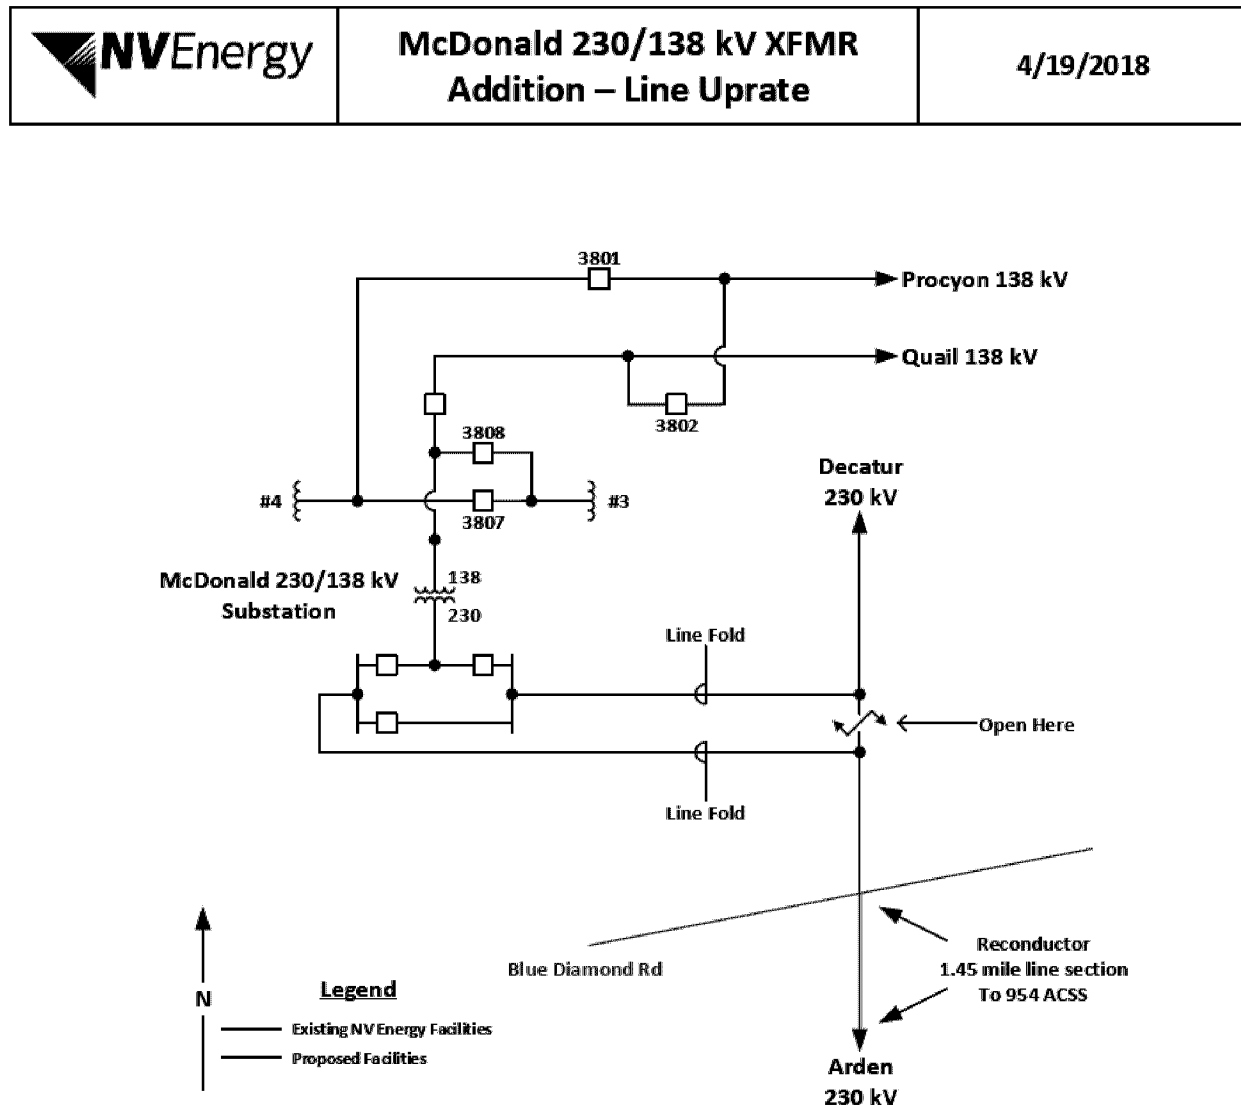 NVEnergy
McDonald 230/138 kV XFMR
Addition – Line Uprate
4/19/2018
3801
Procyon 138 kV
Quail 138 kV
3802
3808
Decatur
230 kV
#4
#3
3807
McDonald 230/138 kV
Substation
138
230
Line Fold
Open Here
Line Fold
Reconductor
1.45 mile line section
To 954 ACSS
Blue Diamond Rd
N
Legend
Existing NV Energy Facilities
Proposed Facilities
Arden
230 kV